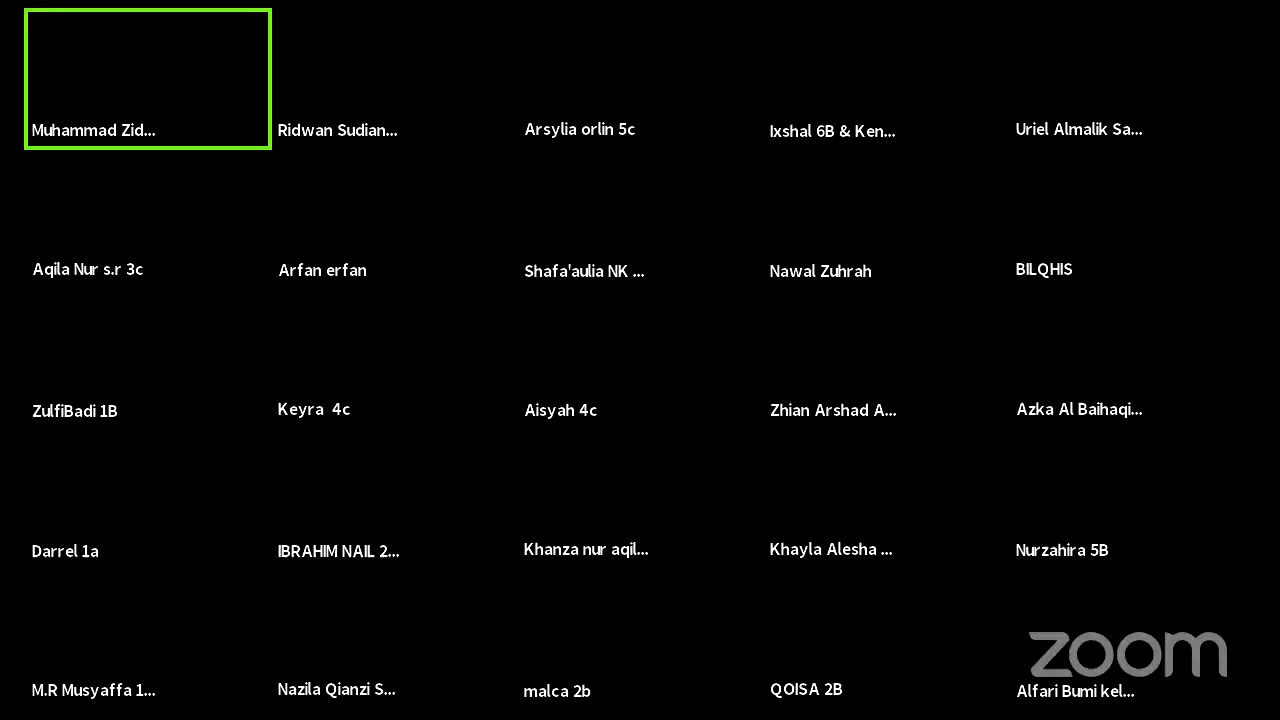 Muhammad Zid...
Ridwan Sudian...
Arsylia orlin 5c
Ixshal 6B & Ken...
Uriel Almalik Sa...
Aqila Nur s.r 3c
Arfan erfan
Shafa'aulia NK ...
Nawal Zuhrah
BILQHIS
ZulfiBadi 1B
Keyra  4c
Aisyah 4c
Zhian Arshad A...
Azka Al Baihaqi...
Darrel 1a
IBRAHIM NAIL 2...
Khanza nur aqil...
Khayla Alesha ...
Nurzahira 5B
zoom
M.R Musyaffa 1...
Nazila Qianzi S...
malca 2b
QOISA 2B
Alfari Bumi kel...